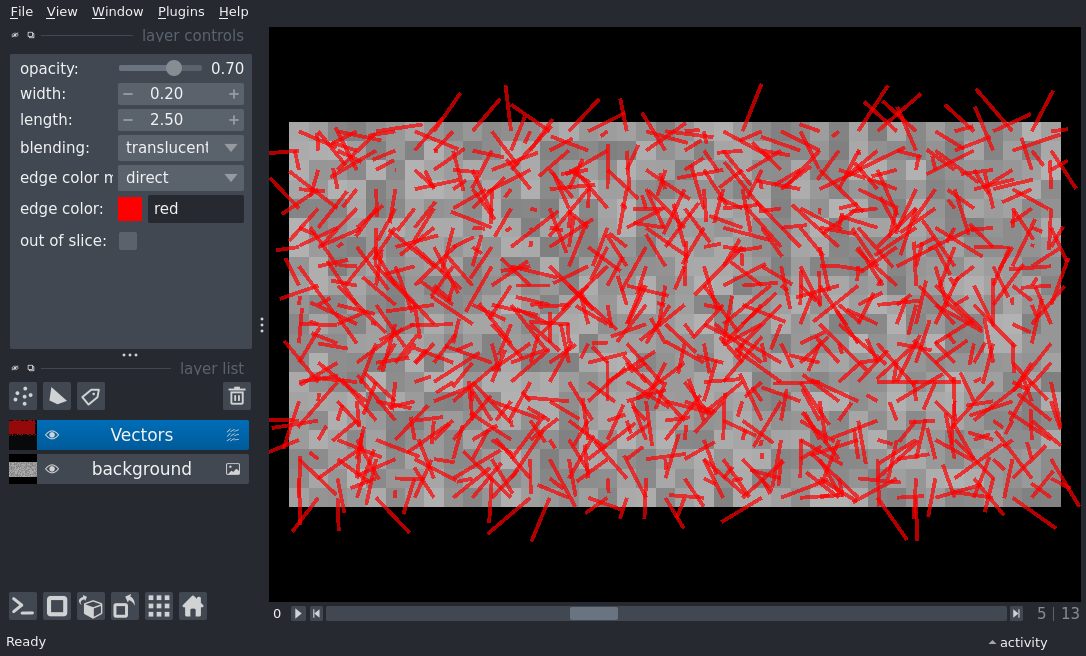 File View Window Plugins Help
layer controls
opacity: 0.70
width: − 0.20 +
length: − 2.50 +
blending: translucent
edge color m direct
edge color: red
out of slice:
layer list
Vectors
background
0 5 | 13
Ready activity